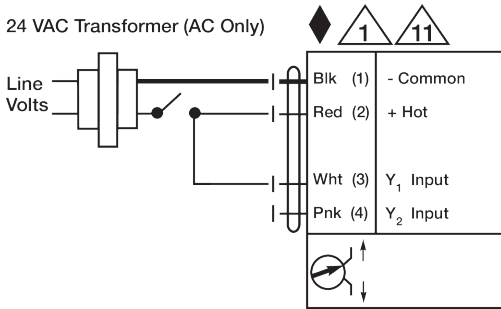 24 VAC Transformer (AC Only)
1
11
Line
Volts
Blk (1) - Common
Red (2) + Hot
Wht (3) Y1 Input
Pnk (4) Y2 Input